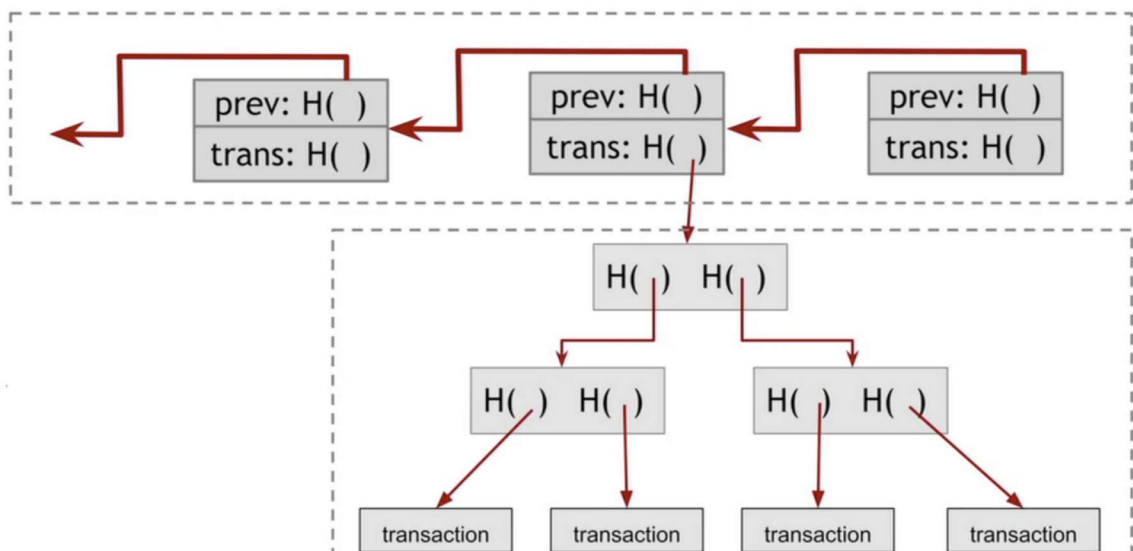 prev: H( ) prev: H( ) prev: H( )
trans: H( ) trans: H( ) trans: H( )
H( ) H( )
H( ) H( ) H( ) H( )
transaction transaction transaction transaction